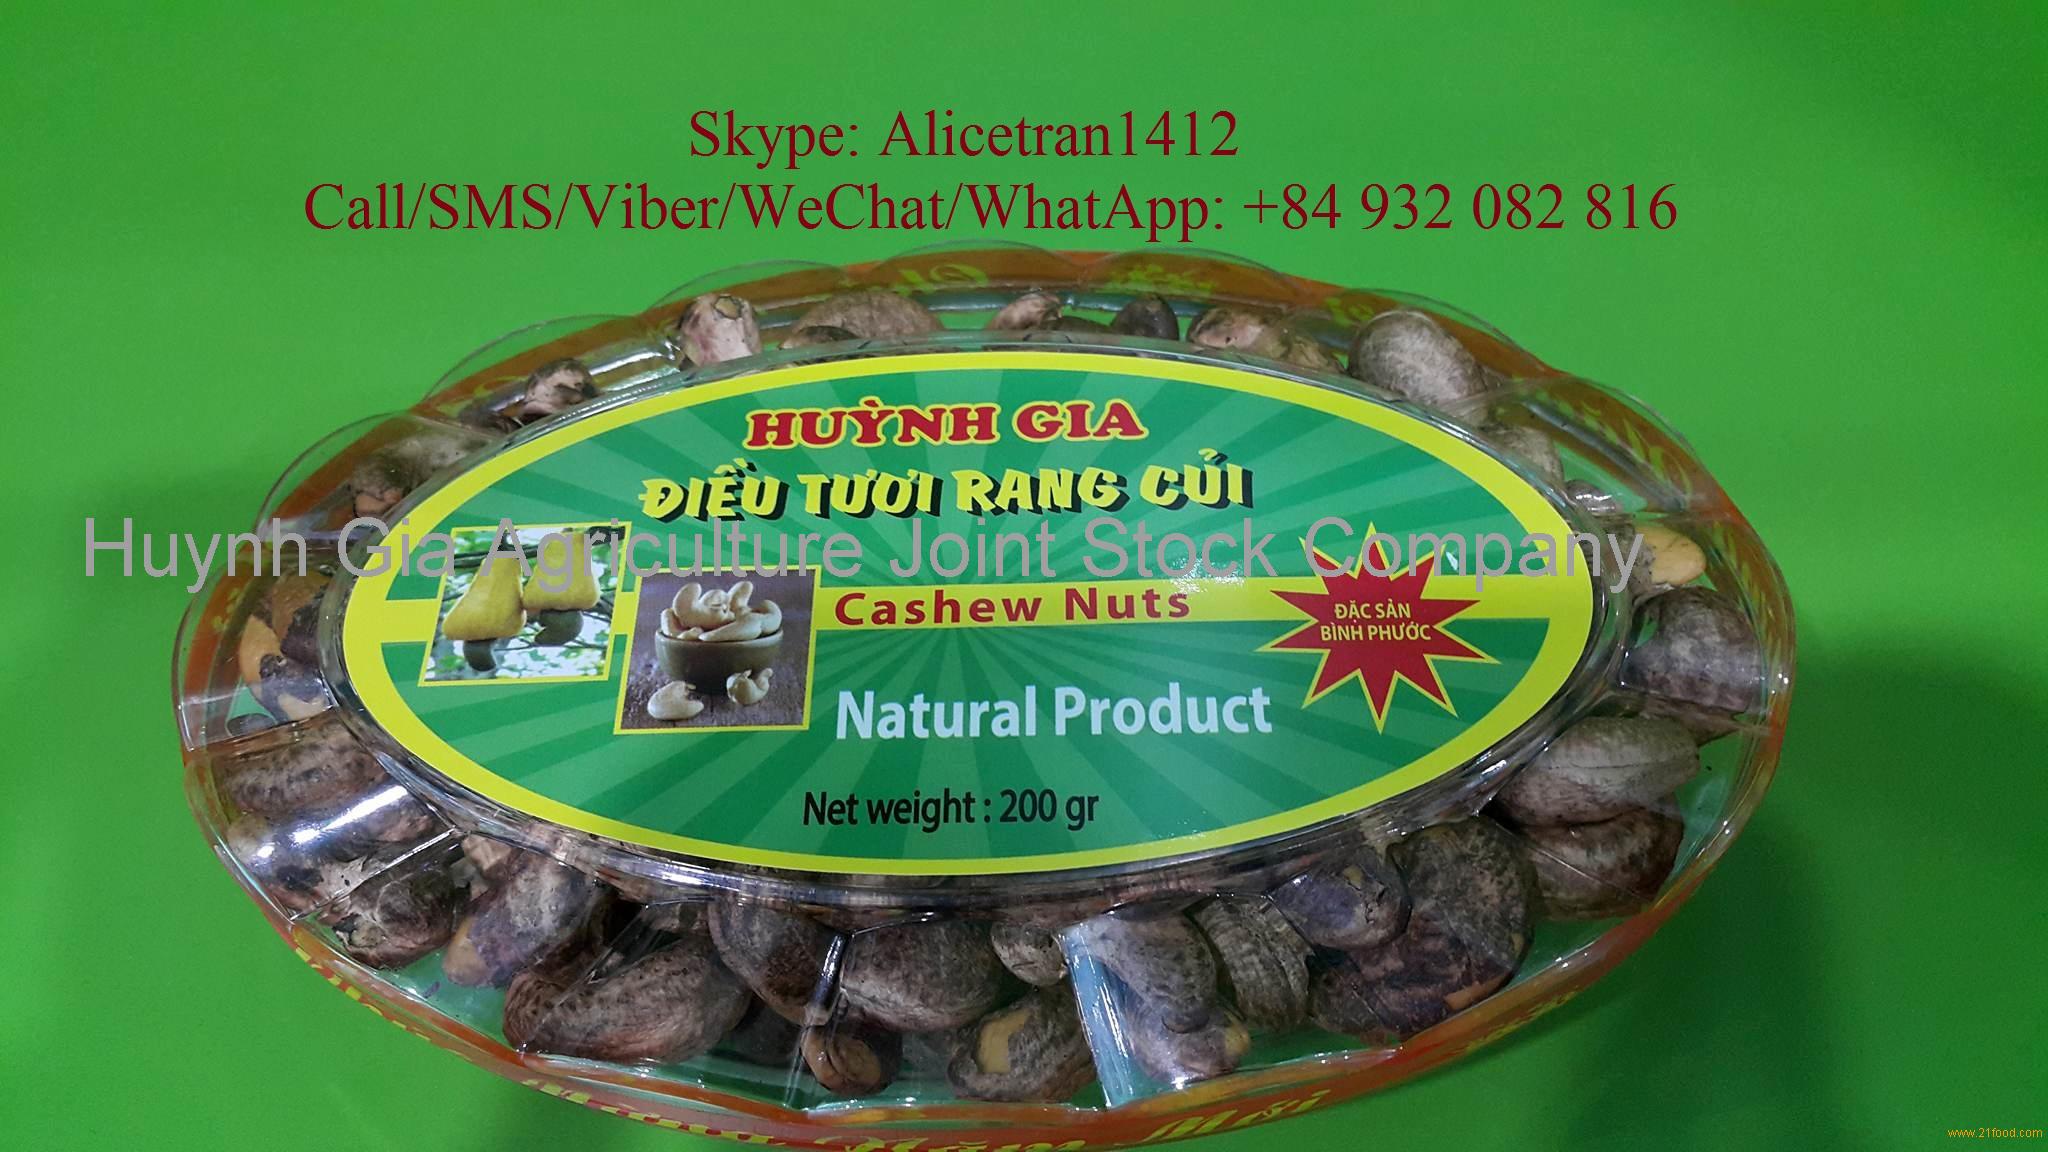 Skype: Alicetran1412
Call/SMS/Viber/WeChat/WhatApp: +84 932 082 816
HUỲNH GIA
ĐIỀU TƯƠI RANG CỦI
Huynh Gia Agriculture Joint Stock Company
Cashew Nuts
ĐẶC SẢN
BÌNH PHƯỚC
Natural Product
Net weight : 200 gr
Năm Mới
www.21food.com